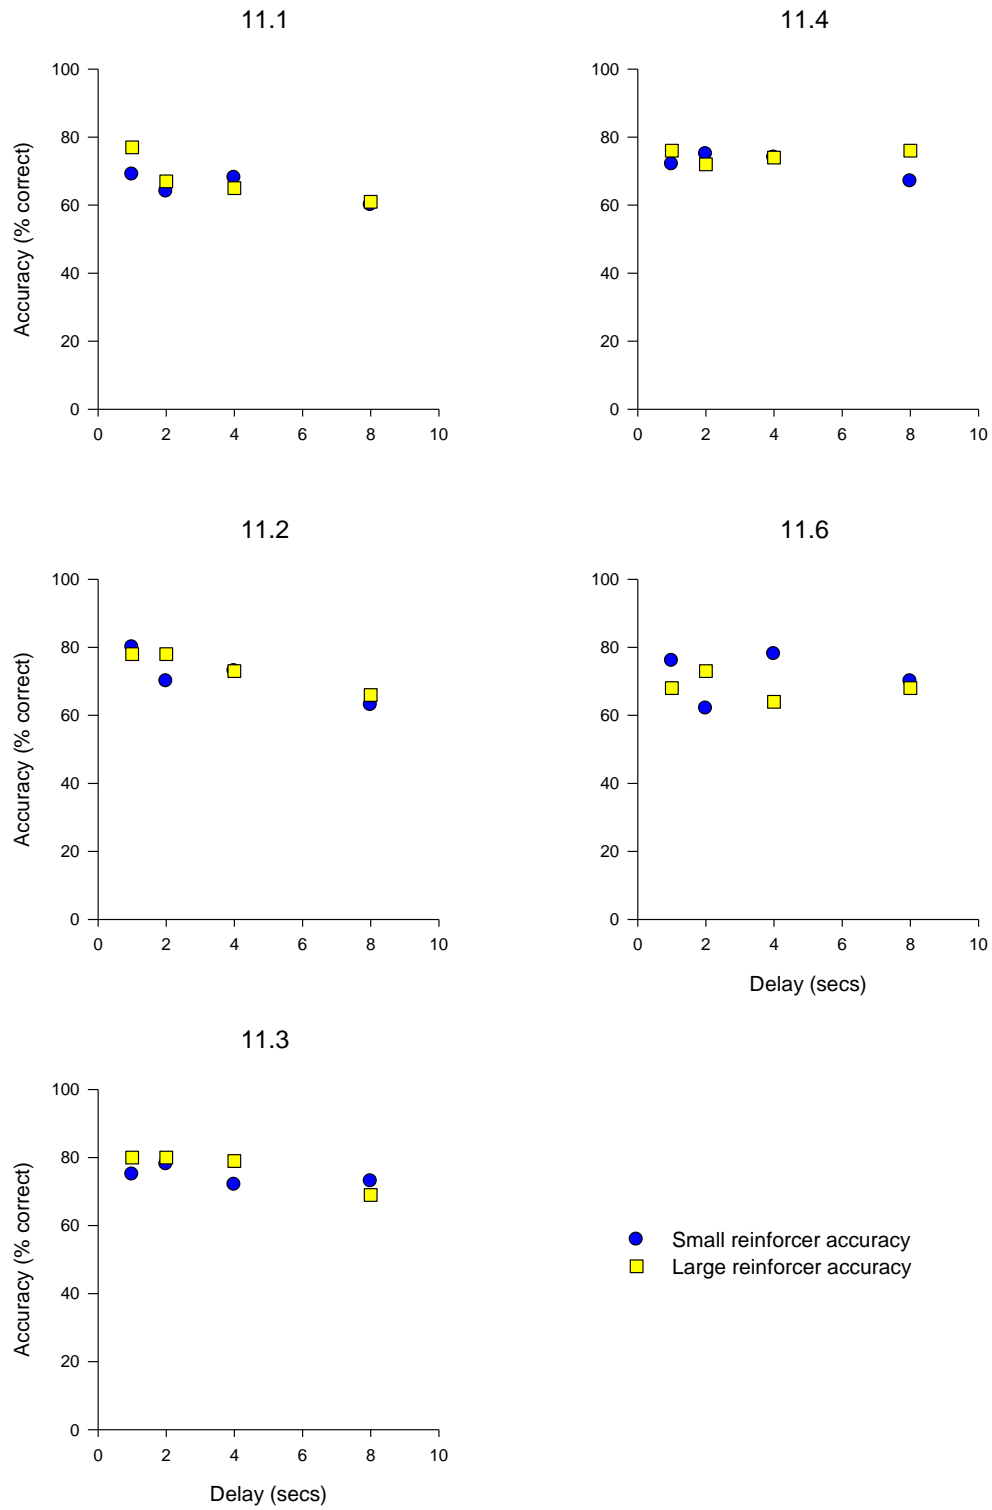 11.1
11.4
100
80
60
40
20
0
Accuracy (% correct)
0 2 4 6 8 10
100
80
60
40
20
0
0 2 4 6 8 10
11.2
11.6
100
80
60
40
20
0
Accuracy (% correct)
0 2 4 6 8 10
100
80
60
40
20
0
0 2 4 6 8 10
Delay (secs)
11.3
100
80
60
40
20
0
Accuracy (% correct)
0 2 4 6 8 10
Delay (secs)
Small reinforcer accuracy
Large reinforcer accuracy